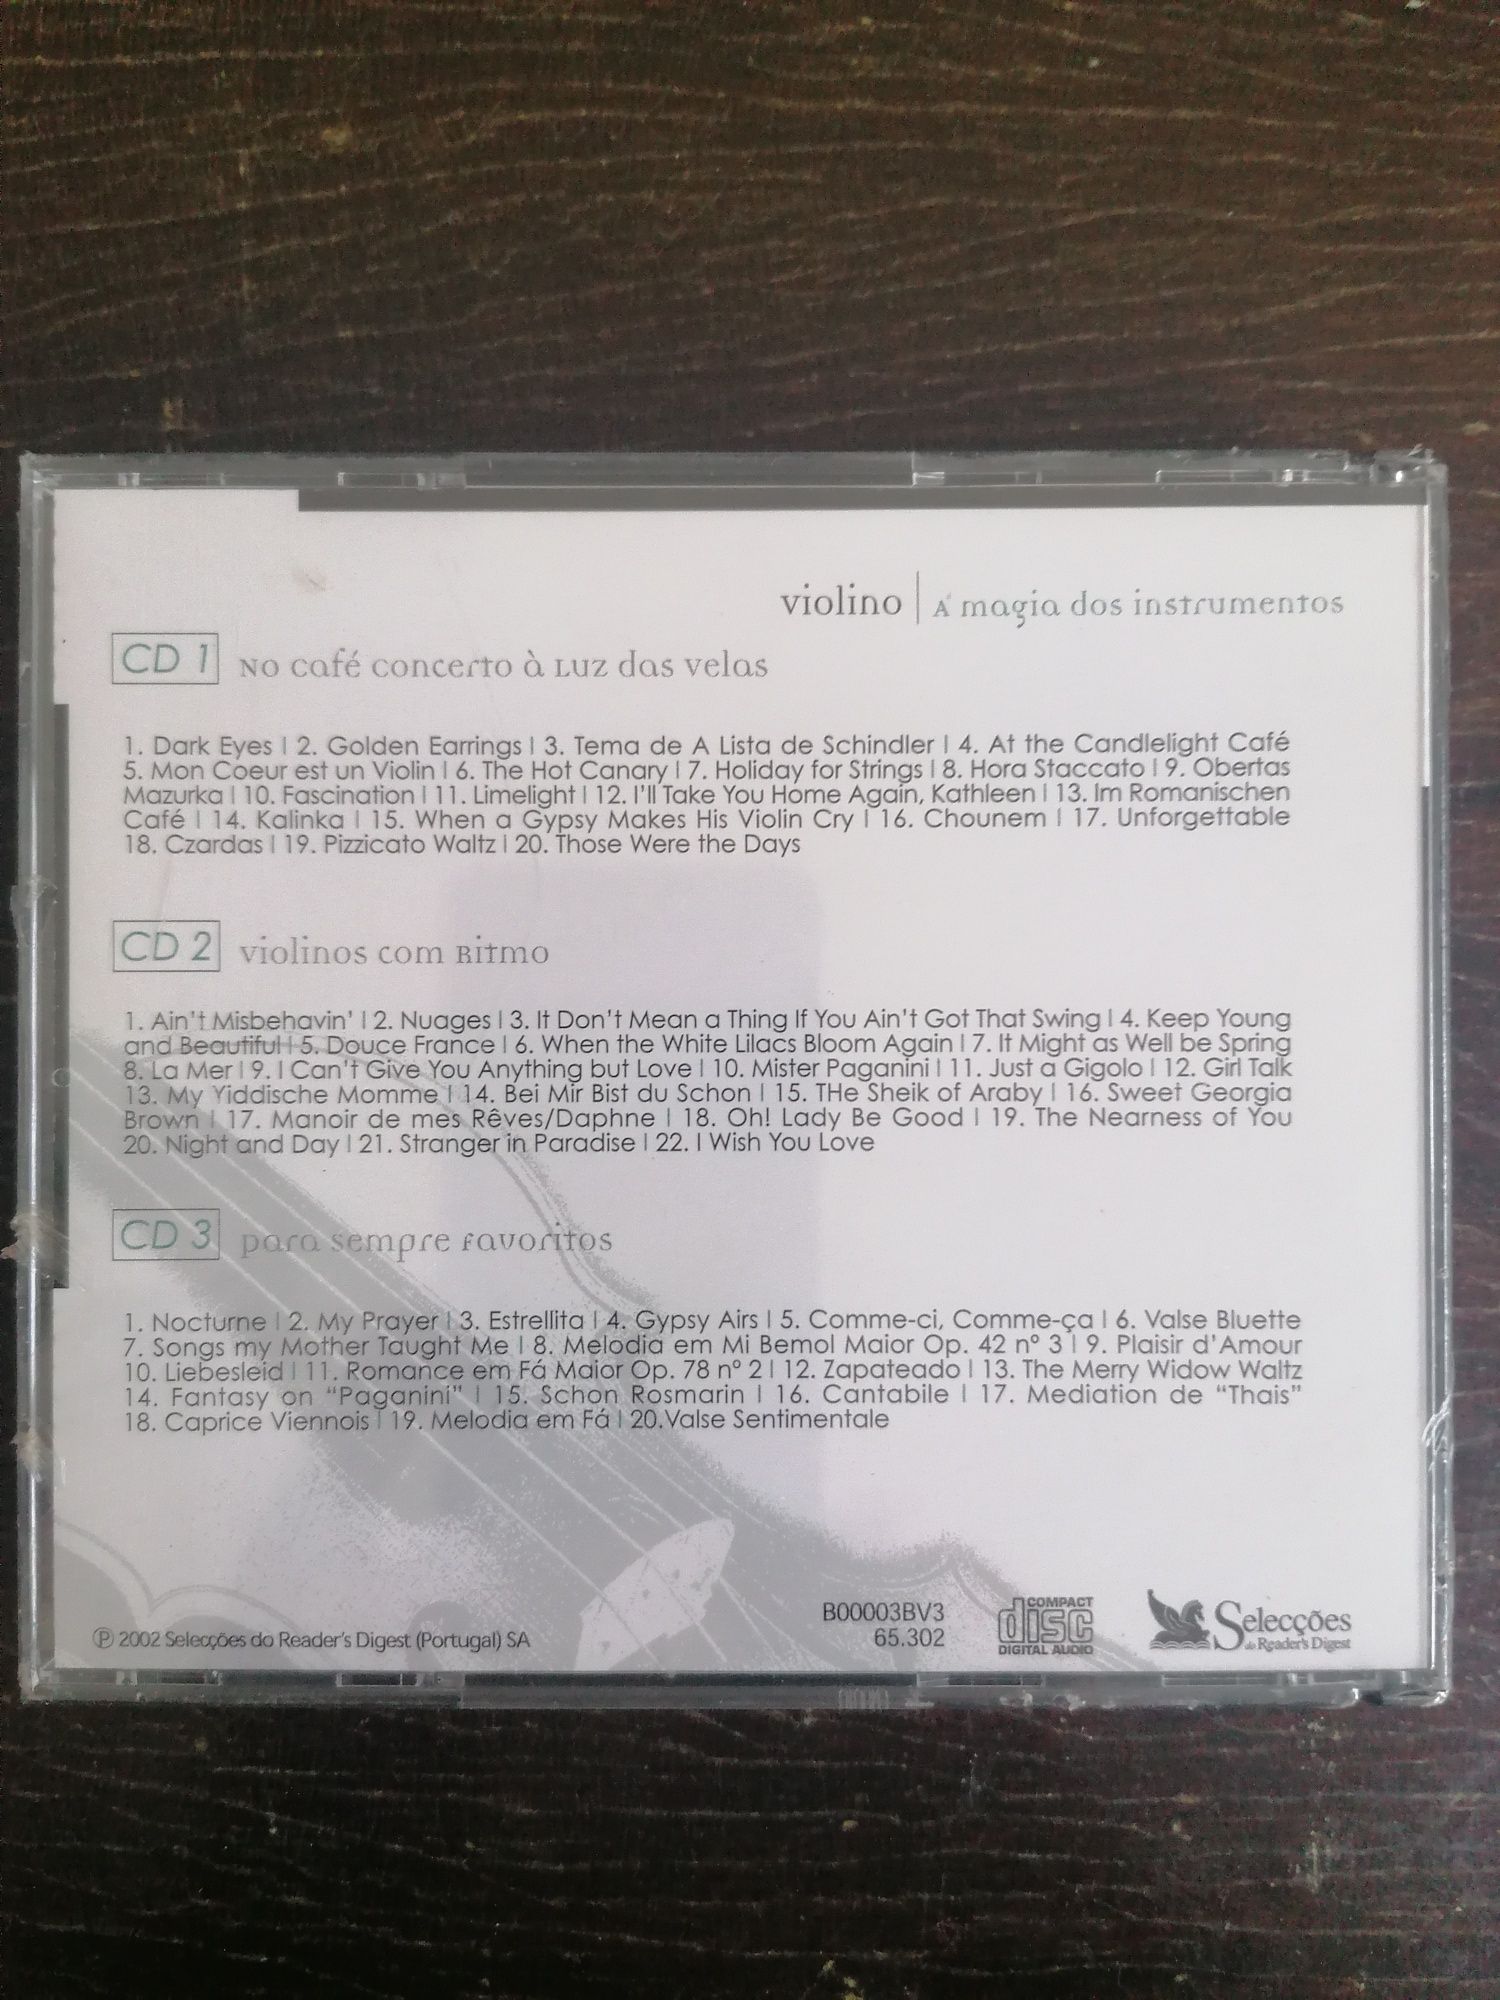 violino | A magia dos instrumentos
CD 1 No café concerto à luz das velas
1. Dark Eyes | 2. Golden Earrings | 3. Tema de A Lista de Schindler | 4. At the Candlelight Café
5. Mon Coeur est un Violin | 6. The Hot Canary | 7. Holiday for Strings | 8. Hora Staccato | 9. Obertas
Mazurka | 10. Fascination | 11. Limelight | 12. I'll Take You Home Again, Kathleen | 13. Im Romanischen
Café | 14. Kalinka | 15. When a Gypsy Makes His Violin Cry | 16. Chounem | 17. Unforgettable
18. Czardas | 19. Pizzicato Waltz | 20. Those Were the Days
CD 2 violinos com Ritmo
1. Ain't Misbehavin' | 2. Nuages | 3. It Don't Mean a Thing If You Ain't Got That Swing | 4. Keep Young
and Beautiful | 5. Douce France | 6. When the White Lilacs Bloom Again | 7. It Might as Well be Spring
8. La Mer | 9. I Can't Give You Anything but Love | 10. Mister Paganini | 11. Just a Gigolo | 12. Girl Talk
13. My Yiddische Momme | 14. Bei Mir Bist du Schon | 15. THe Sheik of Araby | 16. Sweet Georgia
Brown | 17. Manoir de mes Rêves/Daphne | 18. Oh! Lady Be Good | 19. The Nearness of You
20. Night and Day | 21. Stranger in Paradise | 22. I Wish You Love
CD 3 para sempre favoritos
1. Nocturne | 2. My Prayer | 3. Estrellita | 4. Gypsy Airs | 5. Comme-ci, Comme-ça | 6. Valse Bluette
7. Songs my Mother Taught Me | 8. Melodia em Mi Bemol Maior Op. 42 nº 3 | 9. Plaisir d'Amour
10. Liebesleid | 11. Romance em Fá Maior Op. 78 nº 2 | 12. Zapateado | 13. The Merry Widow Waltz
14. Fantasy on "Paganini" | 15. Schon Rosmarin | 16. Cantabile | 17. Mediation de "Thais"
18. Caprice Viennois | 19. Melodia em Fá | 20.Valse Sentimentale
℗ 2002 Selecções do Reader's Digest (Portugal) SA
B00003BV3
65.302
COMPACT
disc
DIGITAL AUDIO
Selecções
do Reader's Digest